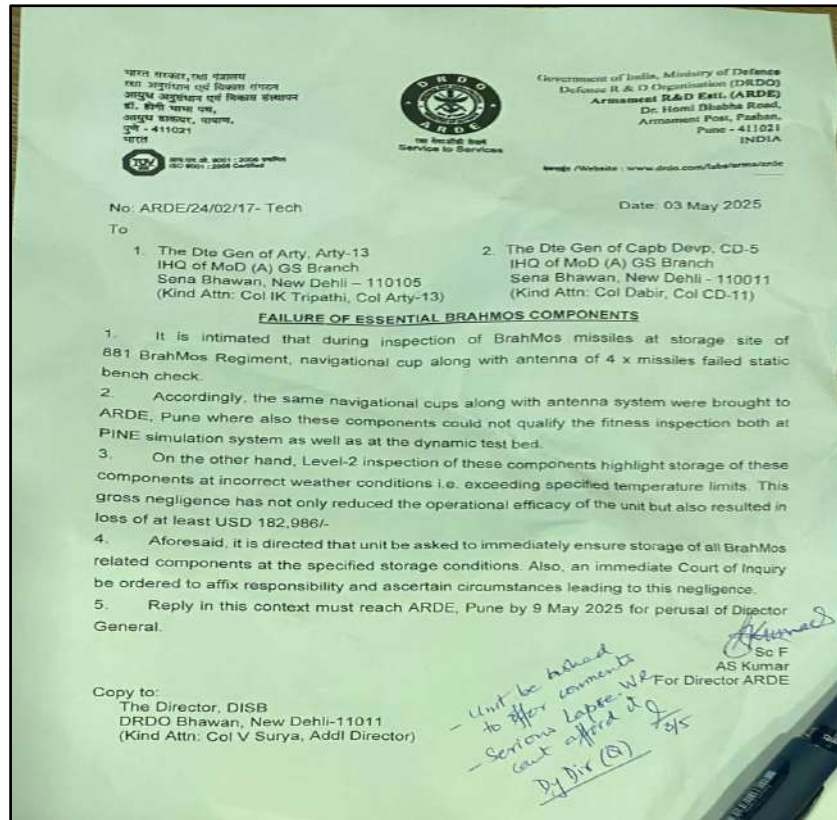 भारत सरकार, रक्षा मंत्रालय
रक्षा अनुसंधान एवं विकास संगठन
आयुध अनुसंधान एवं विकास संस्थापन
डॉ. होमी भाभा पथ,
आयुध डाकघर, पाषाण,
पुणे - 411021
भारत
TÜV
ISO 9001 : 2008 Certified
DRDO
ARDE
Service to Services
Government of India, Ministry of Defence
Defence R & D Organisation (DRDO)
Armament R&D Estt. (ARDE)
Dr. Homi Bhabha Road,
Armament Post, Pashan,
Pune - 411021
INDIA
/Website : www.drdo.com/labs/arma/arde
No: ARDE/24/02/17- Tech
Date: 03 May 2025
To
1. The Dte Gen of Arty, Arty-13
IHQ of MoD (A) GS Branch
Sena Bhawan, New Dehli – 110105
(Kind Attn: Col IK Tripathi, Col Arty-13)
2. The Dte Gen of Capb Devp, CD-5
IHQ of MoD (A) GS Branch
Sena Bhawan, New Dehli - 110011
(Kind Attn: Col Dabir, Col CD-11)
FAILURE OF ESSENTIAL BRAHMOS COMPONENTS
1. It is intimated that during inspection of BrahMos missiles at storage site of
881 BrahMos Regiment, navigational cup along with antenna of 4 x missiles failed static
bench check.
2. Accordingly, the same navigational cups along with antenna system were brought to
ARDE, Pune where also these components could not qualify the fitness inspection both at
PINE simulation system as well as at the dynamic test bed.
3. On the other hand, Level-2 inspection of these components highlight storage of these
components at incorrect weather conditions i.e. exceeding specified temperature limits. This
gross negligence has not only reduced the operational efficacy of the unit but also resulted in
loss of at least USD 182,986/-
4. Aforesaid, it is directed that unit be asked to immediately ensure storage of all BrahMos
related components at the specified storage conditions. Also, an immediate Court of Inquiry
be ordered to affix responsibility and ascertain circumstances leading to this negligence.
5. Reply in this context must reach ARDE, Pune by 9 May 2025 for perusal of Director
General.
Sc F
AS Kumar
For Director ARDE
Copy to:
The Director, DISB
DRDO Bhawan, New Dehli-11011
(Kind Attn: Col V Surya, Addl Director)
- Unit be
to offer comments
- Serious Lapse. We
cant afford it
3/5
Dy Dir (Q)